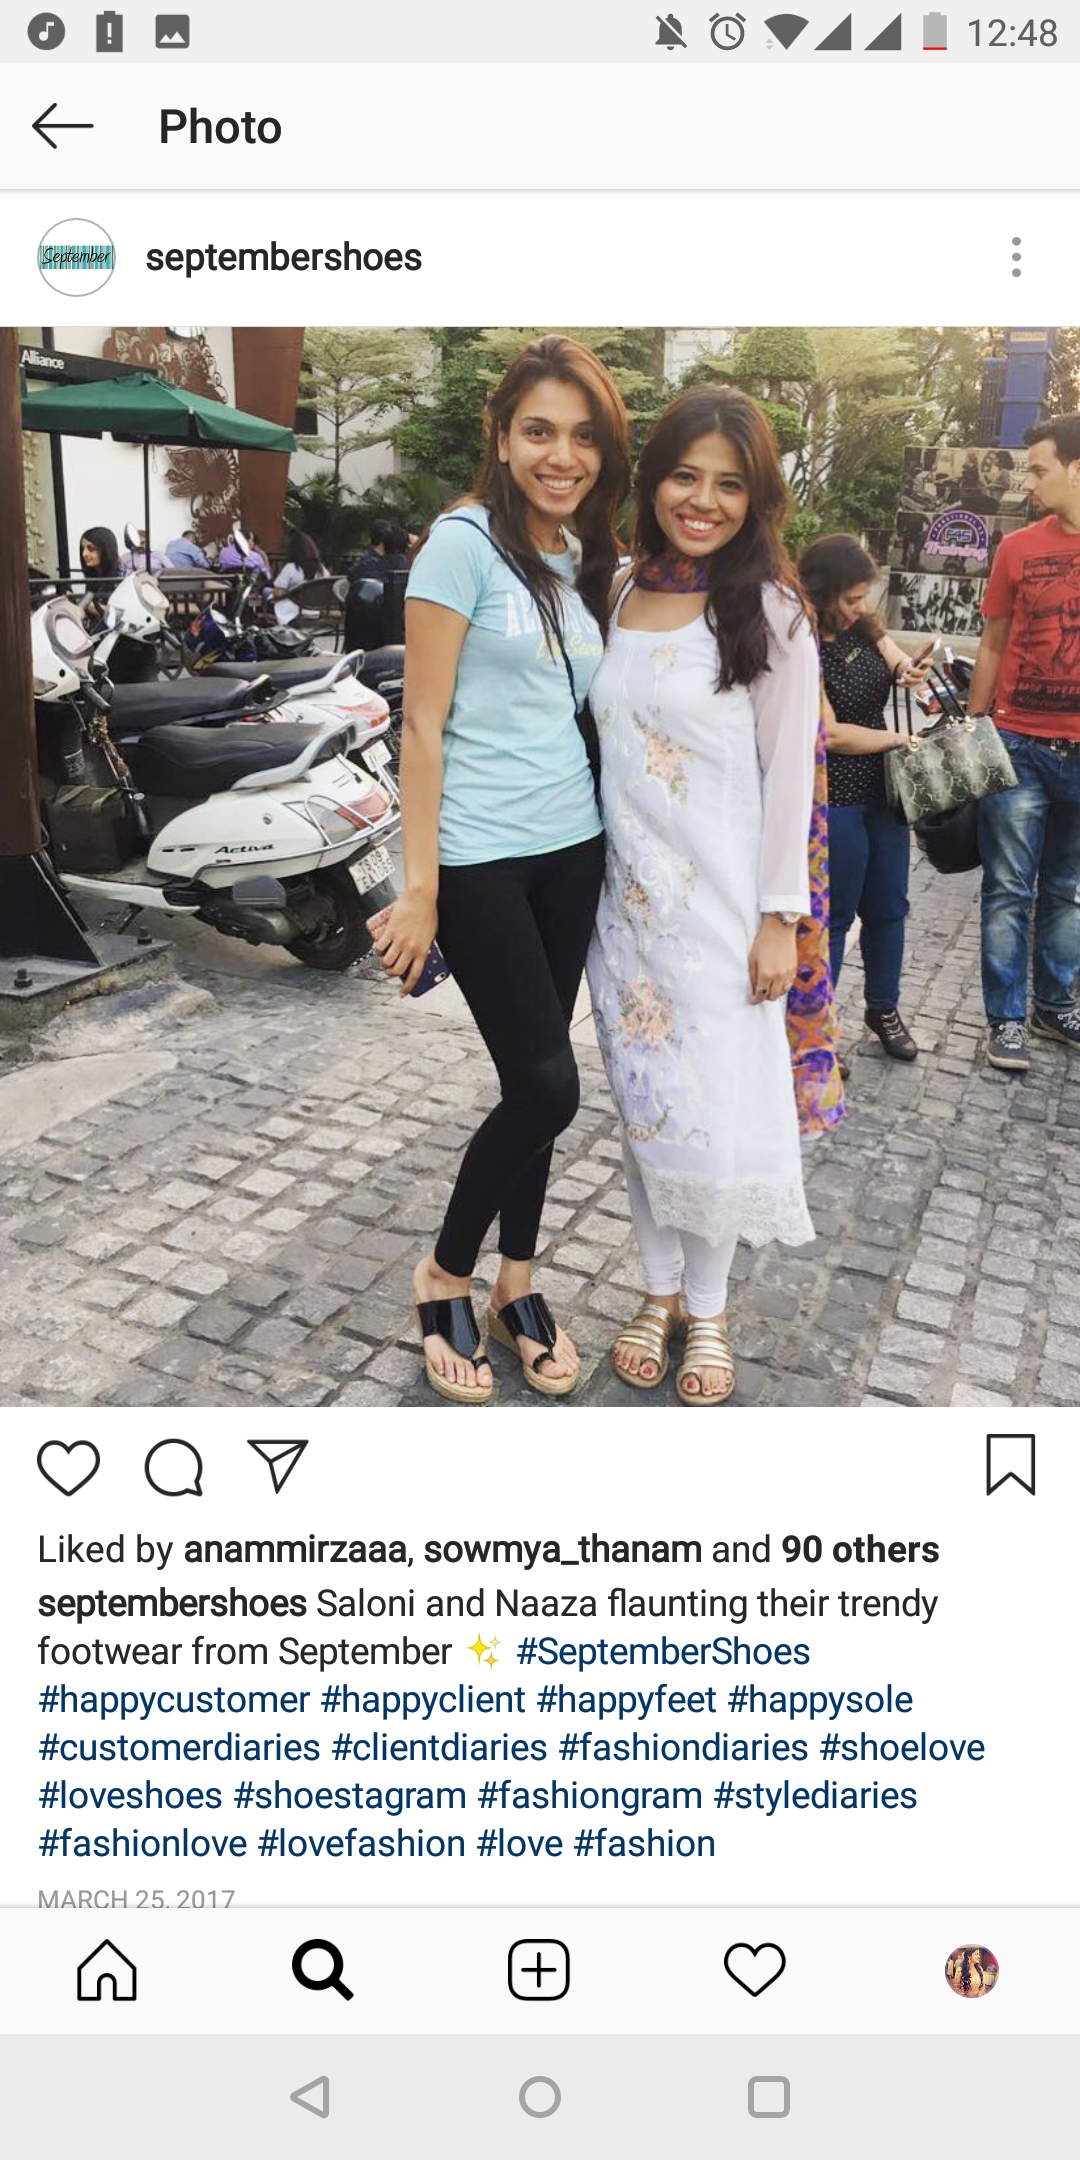 12:48
Photo
September
septembershoes
Alliance
Activa
Training
Liked by anammirzaaa, sowmya_thanam and 90 others
septembershoes Saloni and Naaza flaunting their trendy
footwear from September ✨ #SeptemberShoes
#happycustomer #happyclient #happyfeet #happysole
#customerdiaries #clientdiaries #fashiondiaries #shoelove
#loveshoes #shoestagram #fashiongram #stylediaries
#fashionlove #lovefashion #love #fashion
MARCH 25, 2017